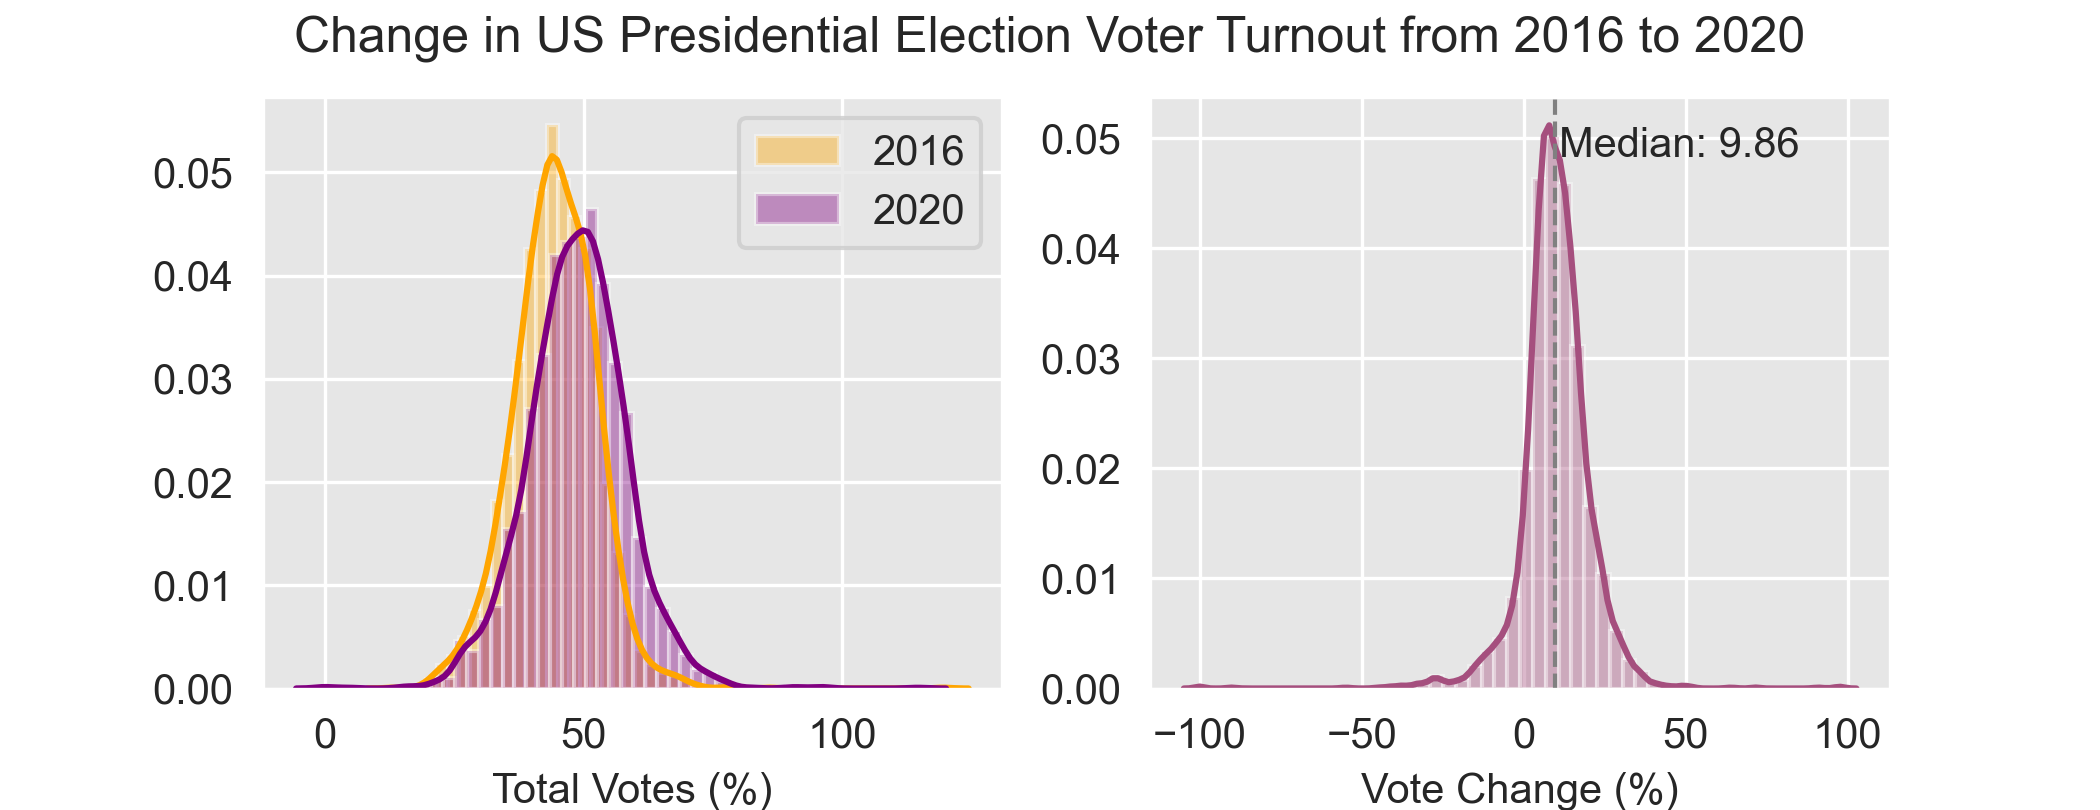 Change in US Presidential Election Voter Turnout from 2016 to 2020
2016
2020
0.05
0.04
0.03
0.02
0.01
0.00
0 50 100
Total Votes (%)
Median: 9.86
0.05
0.04
0.03
0.02
0.01
0.00
−100 −50 0 50 100
Vote Change (%)